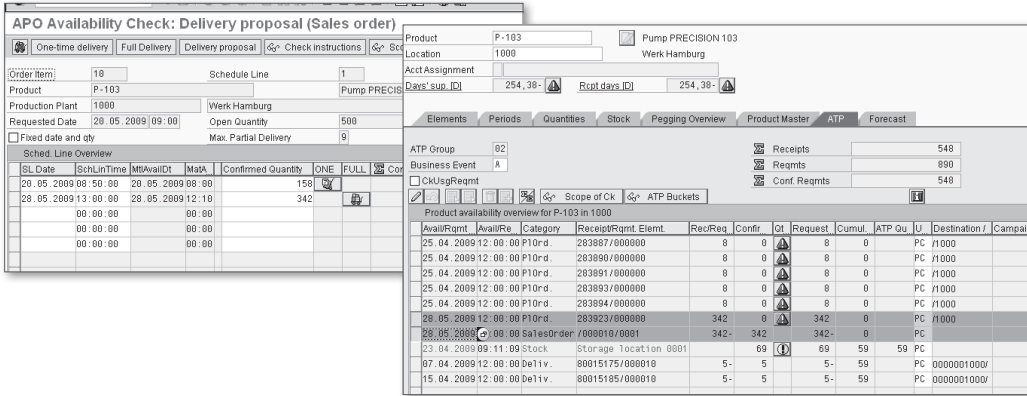 APO Availability Check: Delivery proposal (Sales order)
One-time delivery Full Delivery Delivery proposal Check instructions
Order Item 10 Schedule Line 1
Product P-103
Production Plant 1000 Werk Hamburg
Requested Date 20.05.2009 09:00 Open Quantity 500
Fixed date and qty Max. Partial Delivery 9
Sched. Line Overview
SL Date SchLinTime MtlAvailDt MatA Confirmed Quantity ONE FULL
20.05.2009 08:50:00 20.05.2009 08:00 158
28.05.2009 13:00:00 28.05.2009 12:10 342
00:00:00 00:00
00:00:00 00:00
00:00:00 00:00
Product P-103 Pump PRECISION 103
Location 1000 Werk Hamburg
Acct Assignment
Days' sup. [D] 254,38- Rcpt days [D] 254,38-
Elements Periods Quantities Stock Pegging Overview Product Master ATP Forecast
ATP Group 02 Receipts 548
Business Event A Reqmts 890
CkUsgReqmt Conf. Reqmts 548
Scope of Ck ATP Buckets
Product availability overview for P-103 in 1000
Avail/Rqmt Avail/Re Category Receipt/Rqmt. Elemt. Rec/Req Confir Qt Request Cumul. ATP Qu U Destination / Campai
25.04.2009 12:00:00 PlOrd. 283887/000000 8 0 8 0 PC /1000
25.04.2009 12:00:00 PlOrd. 283890/000000 8 0 8 0 PC /1000
25.04.2009 12:00:00 PlOrd. 283891/000000 8 0 8 0 PC /1000
25.04.2009 12:00:00 PlOrd. 283893/000000 8 0 8 0 PC /1000
25.04.2009 12:00:00 PlOrd. 283894/000000 8 0 8 0 PC /1000
28.05.2009 12:00:00 PlOrd. 283923/000000 342 0 342 0 PC /1000
28.05.2009 :00:00 SalesOrder /000010/0001 342- 342 342- 0 PC
23.04.2009 09:11:09 Stock Storage location 0001 69 69 59 59 PC
07.04.2009 12:00:00 Deliv. 80015175/000010 5- 5 5- 59 PC 0000001000/
15.04.2009 12:00:00 Deliv. 80015185/000010 5- 5 5- 59 PC 0000001000/